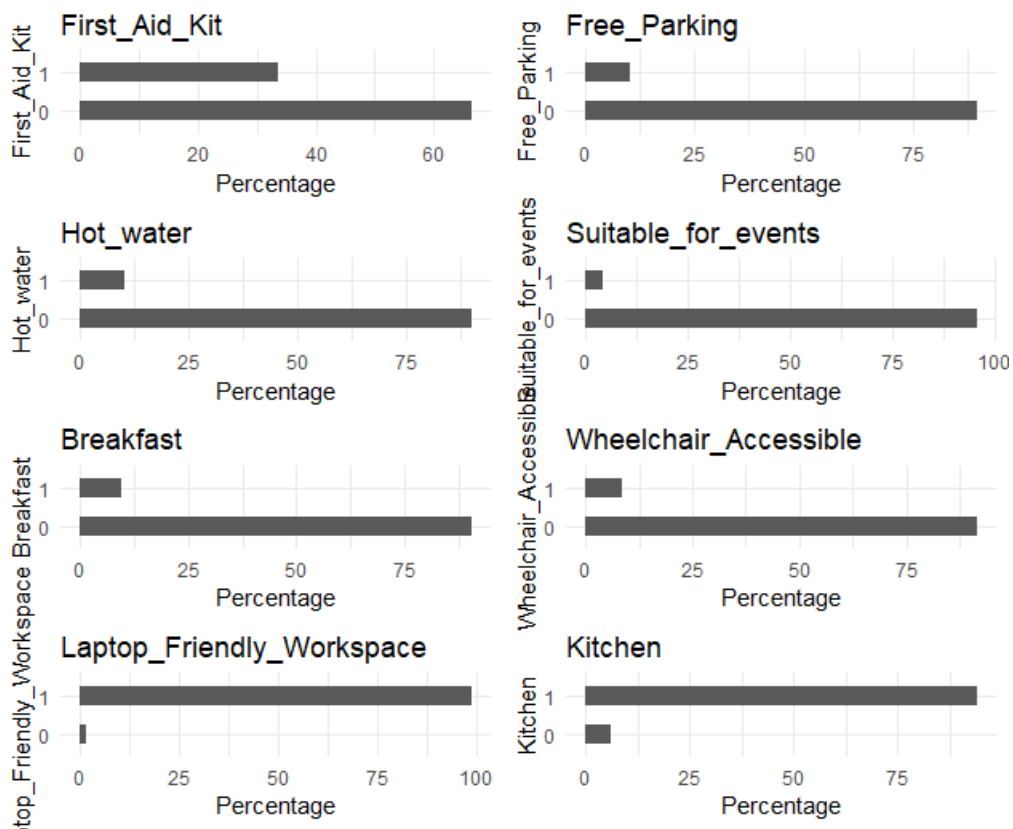 First_Aid_Kit
First_Aid_Kit
1
0
0 20 40 60
Percentage
Free_Parking
Free_Parking
1
0
0 25 50 75
Percentage
Hot_water
Hot_water
1
0
0 25 50 75
Percentage
Suitable_for_events
Suitable_for_events
1
0
0 25 50 75 100
Percentage
Breakfast
Breakfast
1
0
0 25 50 75
Percentage
Wheelchair_Accessible
Wheelchair_Accessible
1
0
0 25 50 75
Percentage
Laptop_Friendly_Workspace
top_Friendly_Workspace
1
0
0 25 50 75 100
Percentage
Kitchen
Kitchen
1
0
0 25 50 75
Percentage